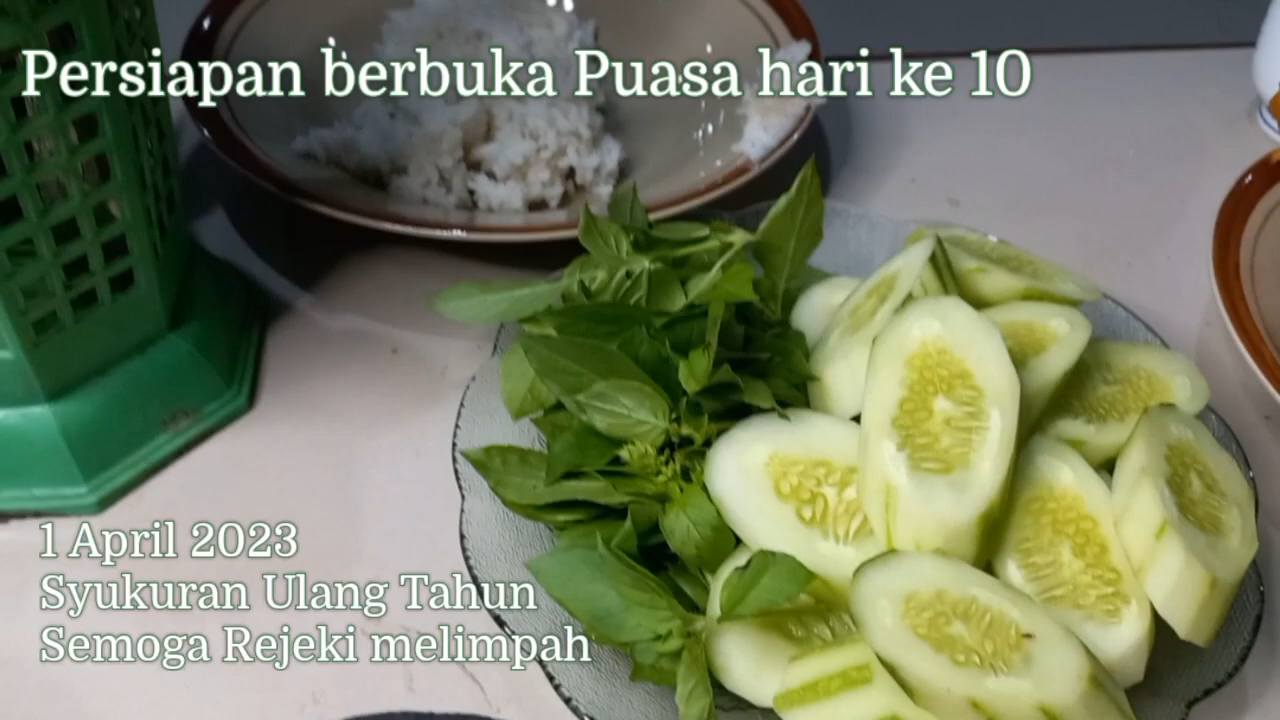 Persiapan berbuka Puasa hari ke 10
1 April 2023
Syukuran Ulang Tahun
Semoga Rejeki melimpah